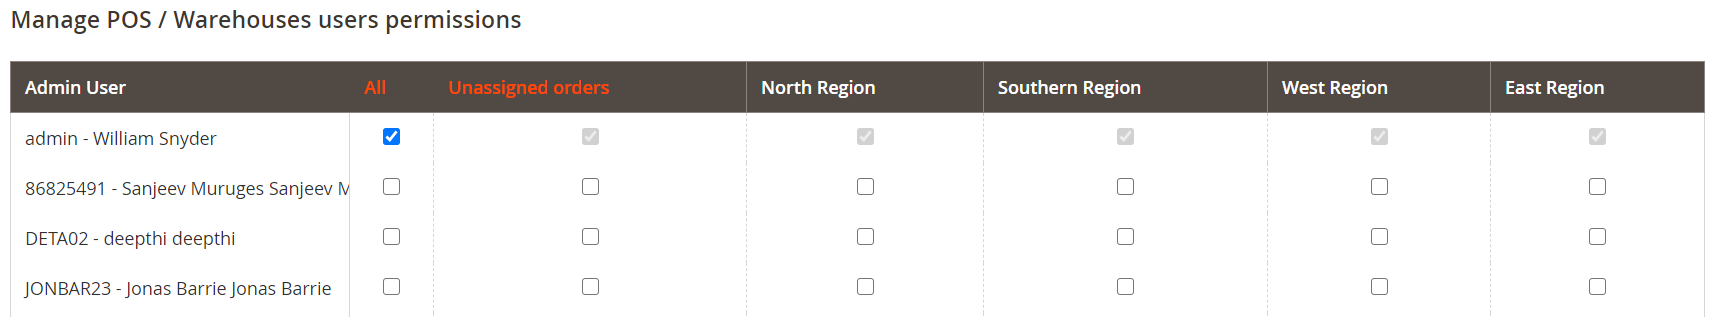 Manage POS / Warehouses users permissions
Admin User All Unassigned orders North Region Southern Region West Region East Region
admin - William Snyder
86825491 - Sanjeev Muruges Sanjeev M
DETA02 - deepthi deepthi
JONBAR23 - Jonas Barrie Jonas Barrie